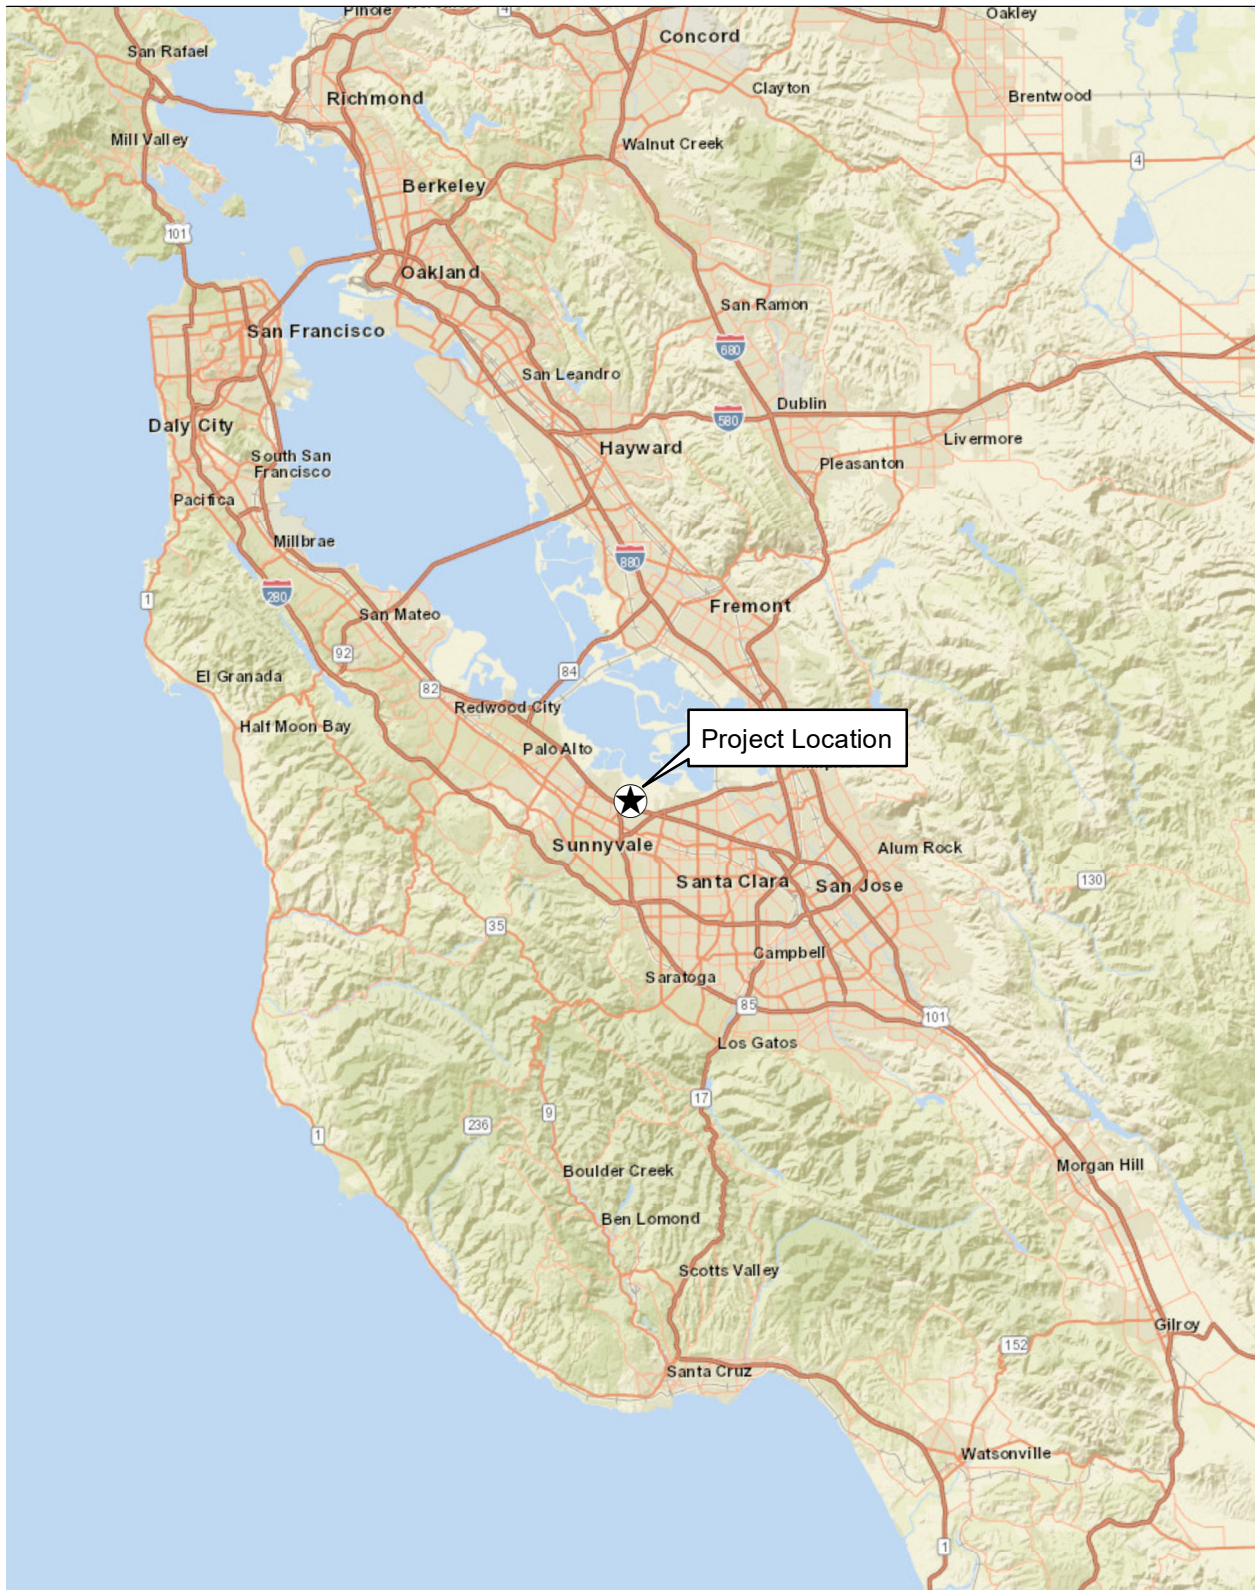 Pinole
4
Oakley
Concord
San Rafael
Clayton
Richmond
Brentwood
Mill Valley
Walnut Creek
4
Berkeley
101
Oakland
San Ramon
San Francisco
680
San Leandro
Dublin
580
Daly City
Livermore
Hayward
South San
Francisco
Pleasanton
Pacifica
Millbrae
880
280
1
Fremont
San Mateo
92
84
El Granada
82
Redwood City
Half Moon Bay
Project Location
Palo Alto
Sunnyvale
Alum Rock
Santa Clara
San Jose
130
35
Campbell
Saratoga
85
101
Los Gatos
17
9
236
1
Morgan Hill
Boulder Creek
Ben Lomond
Scotts Valley
Gilroy
152
Santa Cruz
Watsonville
1